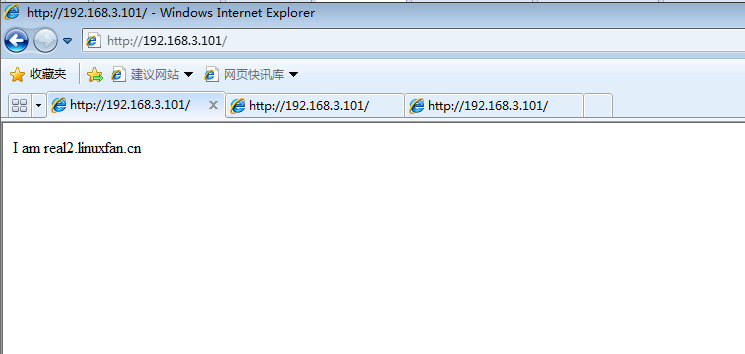 http://192.168.3.101/ - Windows Internet Explorer
http://192.168.3.101/
收藏夹 建议网站 网页快讯库
http://192.168.3.101/ http://192.168.3.101/ http://192.168.3.101/
I am real2.linuxfan.cn